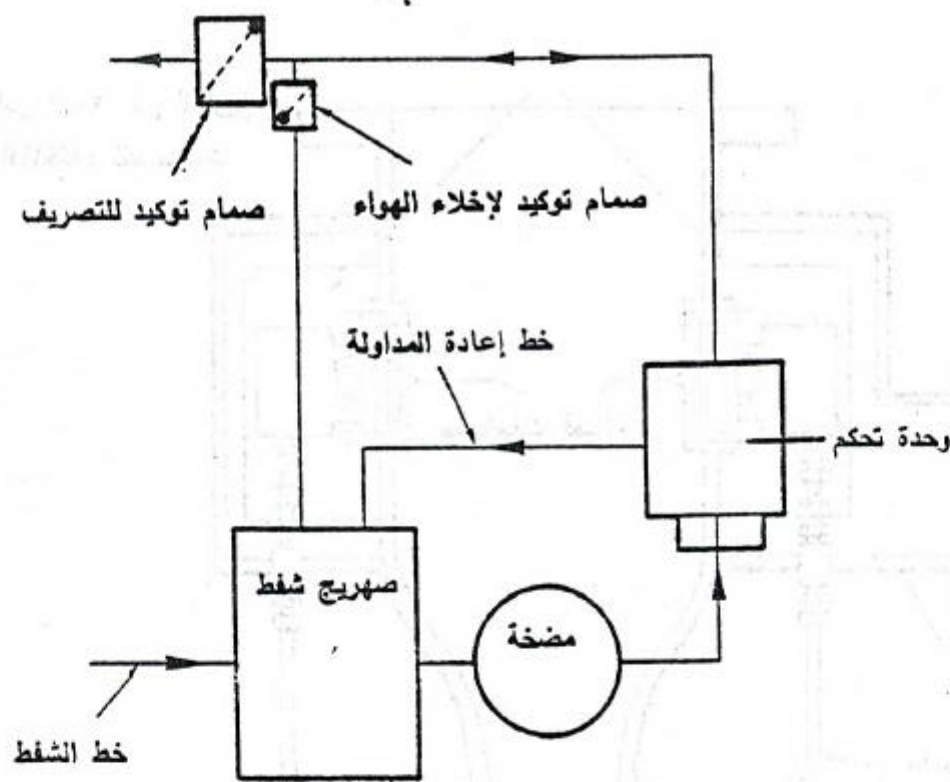 صمام توكيد لإخلاء الهواء
صمام توكيد للتصريف
خط إعادة المداولة
وحدة تحكم
صهريج شفط
مضخة
خط الشفط